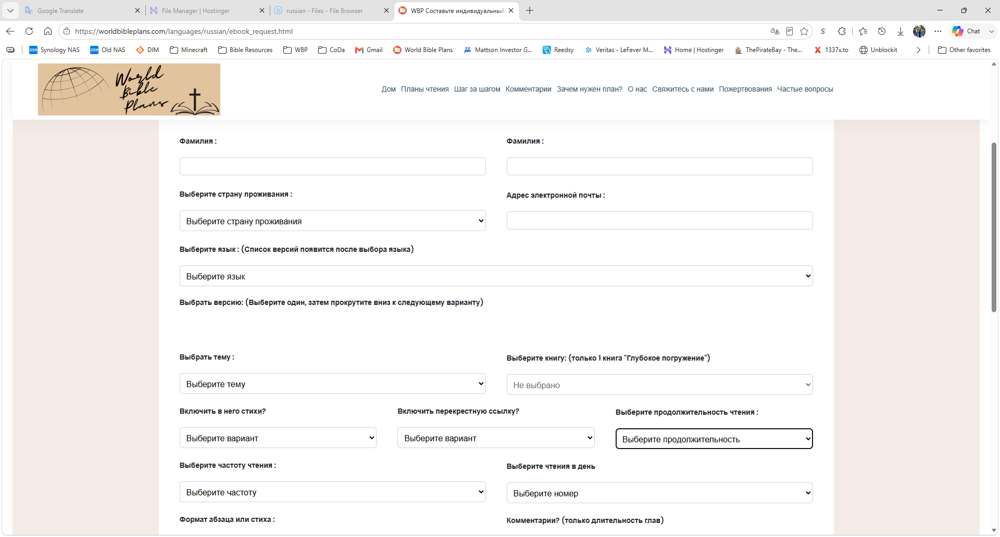 Google Translate
File Manager | Hostinger
russian - Files - File Browser
WBP Составьте индивидуальный
https://worldbibleplans.com/languages/russian/ebook_request.html
Chat
Synology NAS
Old NAS
DIM
Minecraft
Bible Resources
WBP
CoDa
Gmail
World Bible Plans
Mattson Investor G...
Reedsy
Veritas - LeFever M...
Home | Hostinger
ThePirateBay - The...
1337x.to
Unblockit
Other favorites
World
Bible
Plans
Дом Планы чтения Шаг за шагом Комментарии Зачем нужен план? О нас Свяжитесь с нами Пожертвования Частые вопросы
Фамилия :
Фамилия :
Выберите страну проживания :
Адрес электронной почты :
Выберите страну проживания
Выберите язык : (Список версий появится после выбора языка)
Выберите язык
Выбрать версию: (Выберите один, затем прокрутите вниз к следующему варианту)
Выбрать тему :
Выберите книгу: (только 1 книга "Глубокое погружение")
Выберите тему
Не выбрано
Включить в него стихи?
Включить перекрестную ссылку?
Выберите продолжительность чтения :
Выберите вариант
Выберите вариант
Выберите продолжительность
Выберите частоту чтения :
Выберите чтения в день
Выберите частоту
Выберите номер
Формат абзаца или стиха :
Комментарии? (только длительность глав)